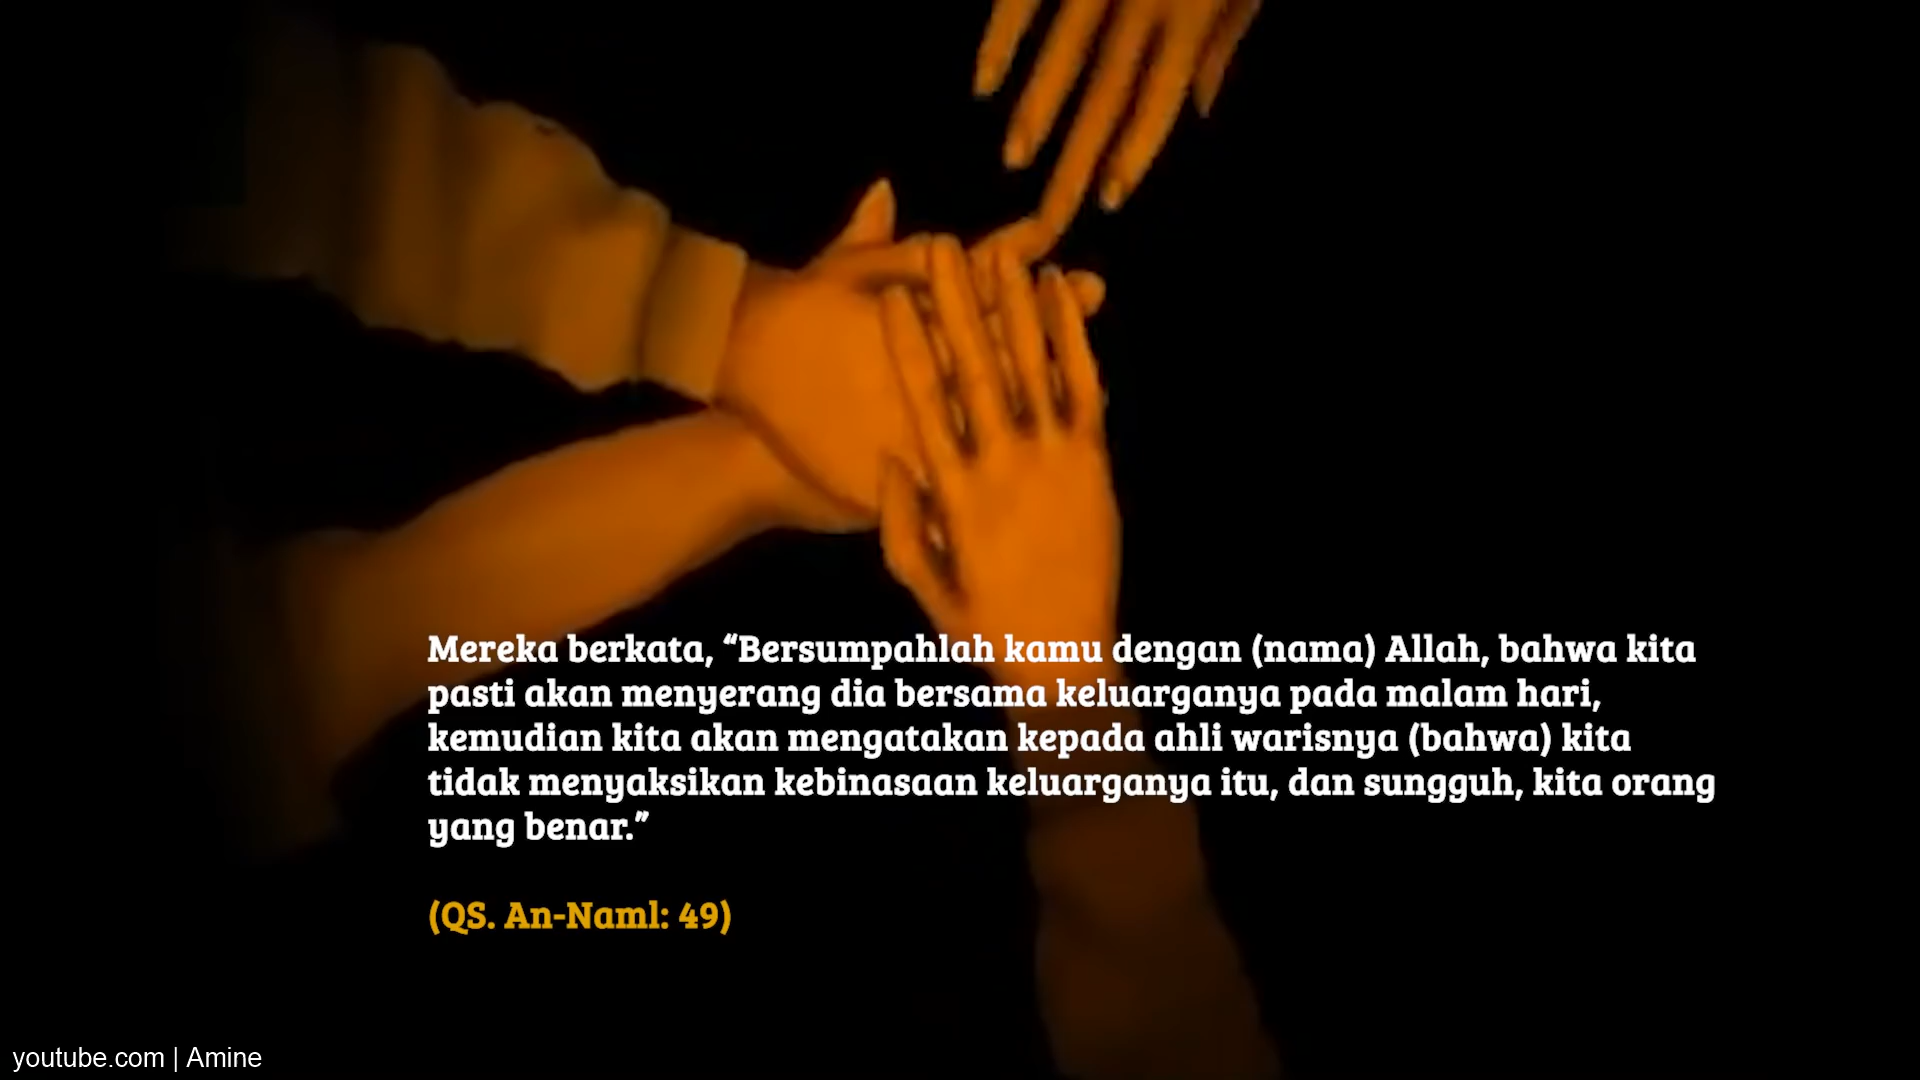 Mereka berkata, “Bersumpahlah kamu dengan (nama) Allah, bahwa kita
pasti akan menyerang dia bersama keluarganya pada malam hari,
kemudian kita akan mengatakan kepada ahli warisnya (bahwa) kita
tidak menyaksikan kebinasaan keluarganya itu, dan sungguh, kita orang
yang benar.”
(QS. An-Naml: 49)
youtube.com | Amine